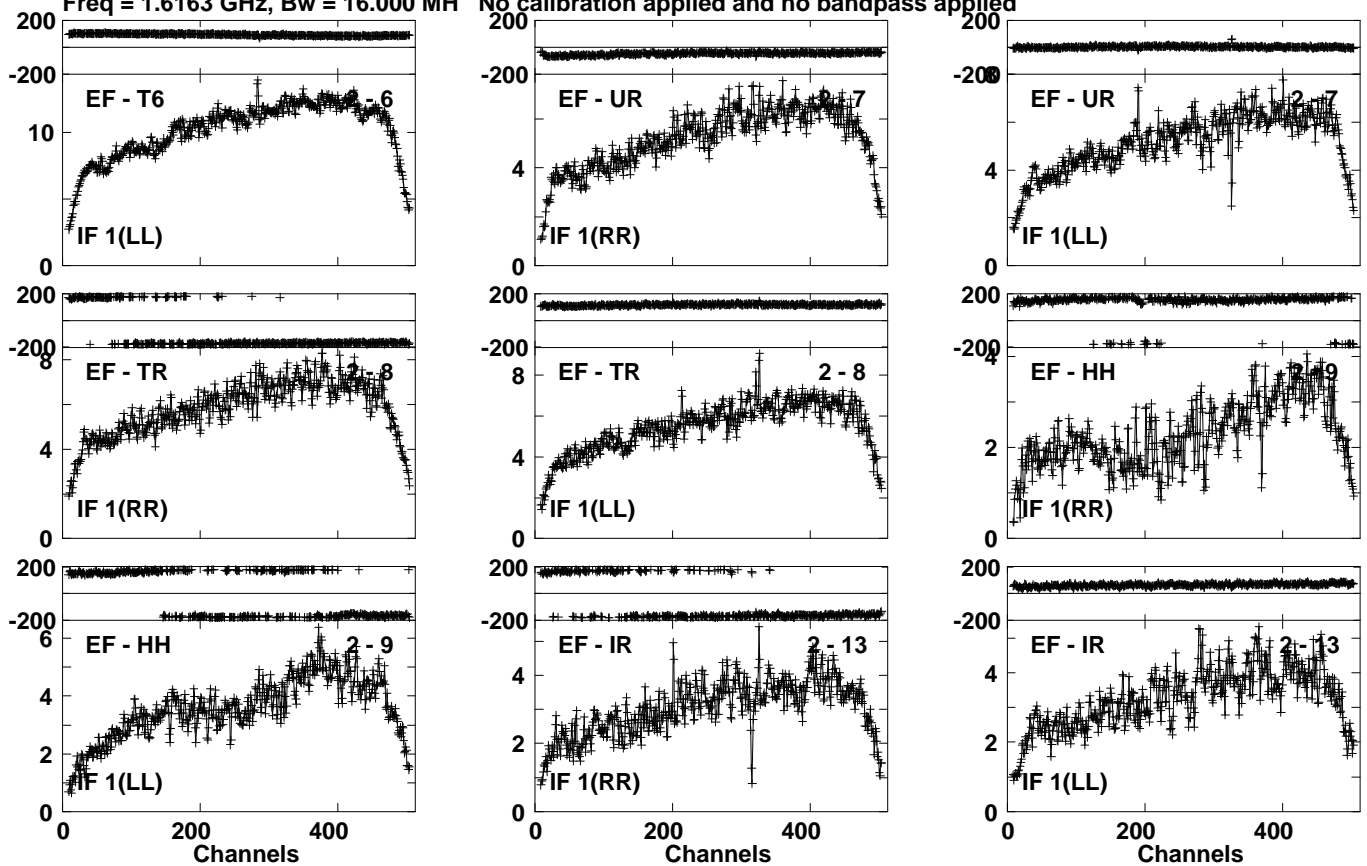 Freq = 1.6163 GHz, Bw = 16.000 MH No calibration applied and no bandpass applied
200
-200
EF - T6
2 - 6
10
IF 1(LL)
0
200
-200
EF - UR
2 - 7
4
IF 1(RR)
0
200
-200
8
EF - UR
2 - 7
4
IF 1(LL)
0
200
-200
8
EF - TR
2 - 8
4
IF 1(RR)
0
200
-200
8
EF - TR
2 - 8
4
IF 1(LL)
0
200
-200
4
EF - HH
2 - 9
2
IF 1(RR)
0
200
-200
6
EF - HH
2 - 9
4
2
IF 1(LL)
0
0 200 400
Channels
200
-200
EF - IR
2 - 13
4
2
IF 1(RR)
0
0 200 400
Channels
200
-200
EF - IR
2 - 13
4
2
IF 1(LL)
0
0 200 400
Channels